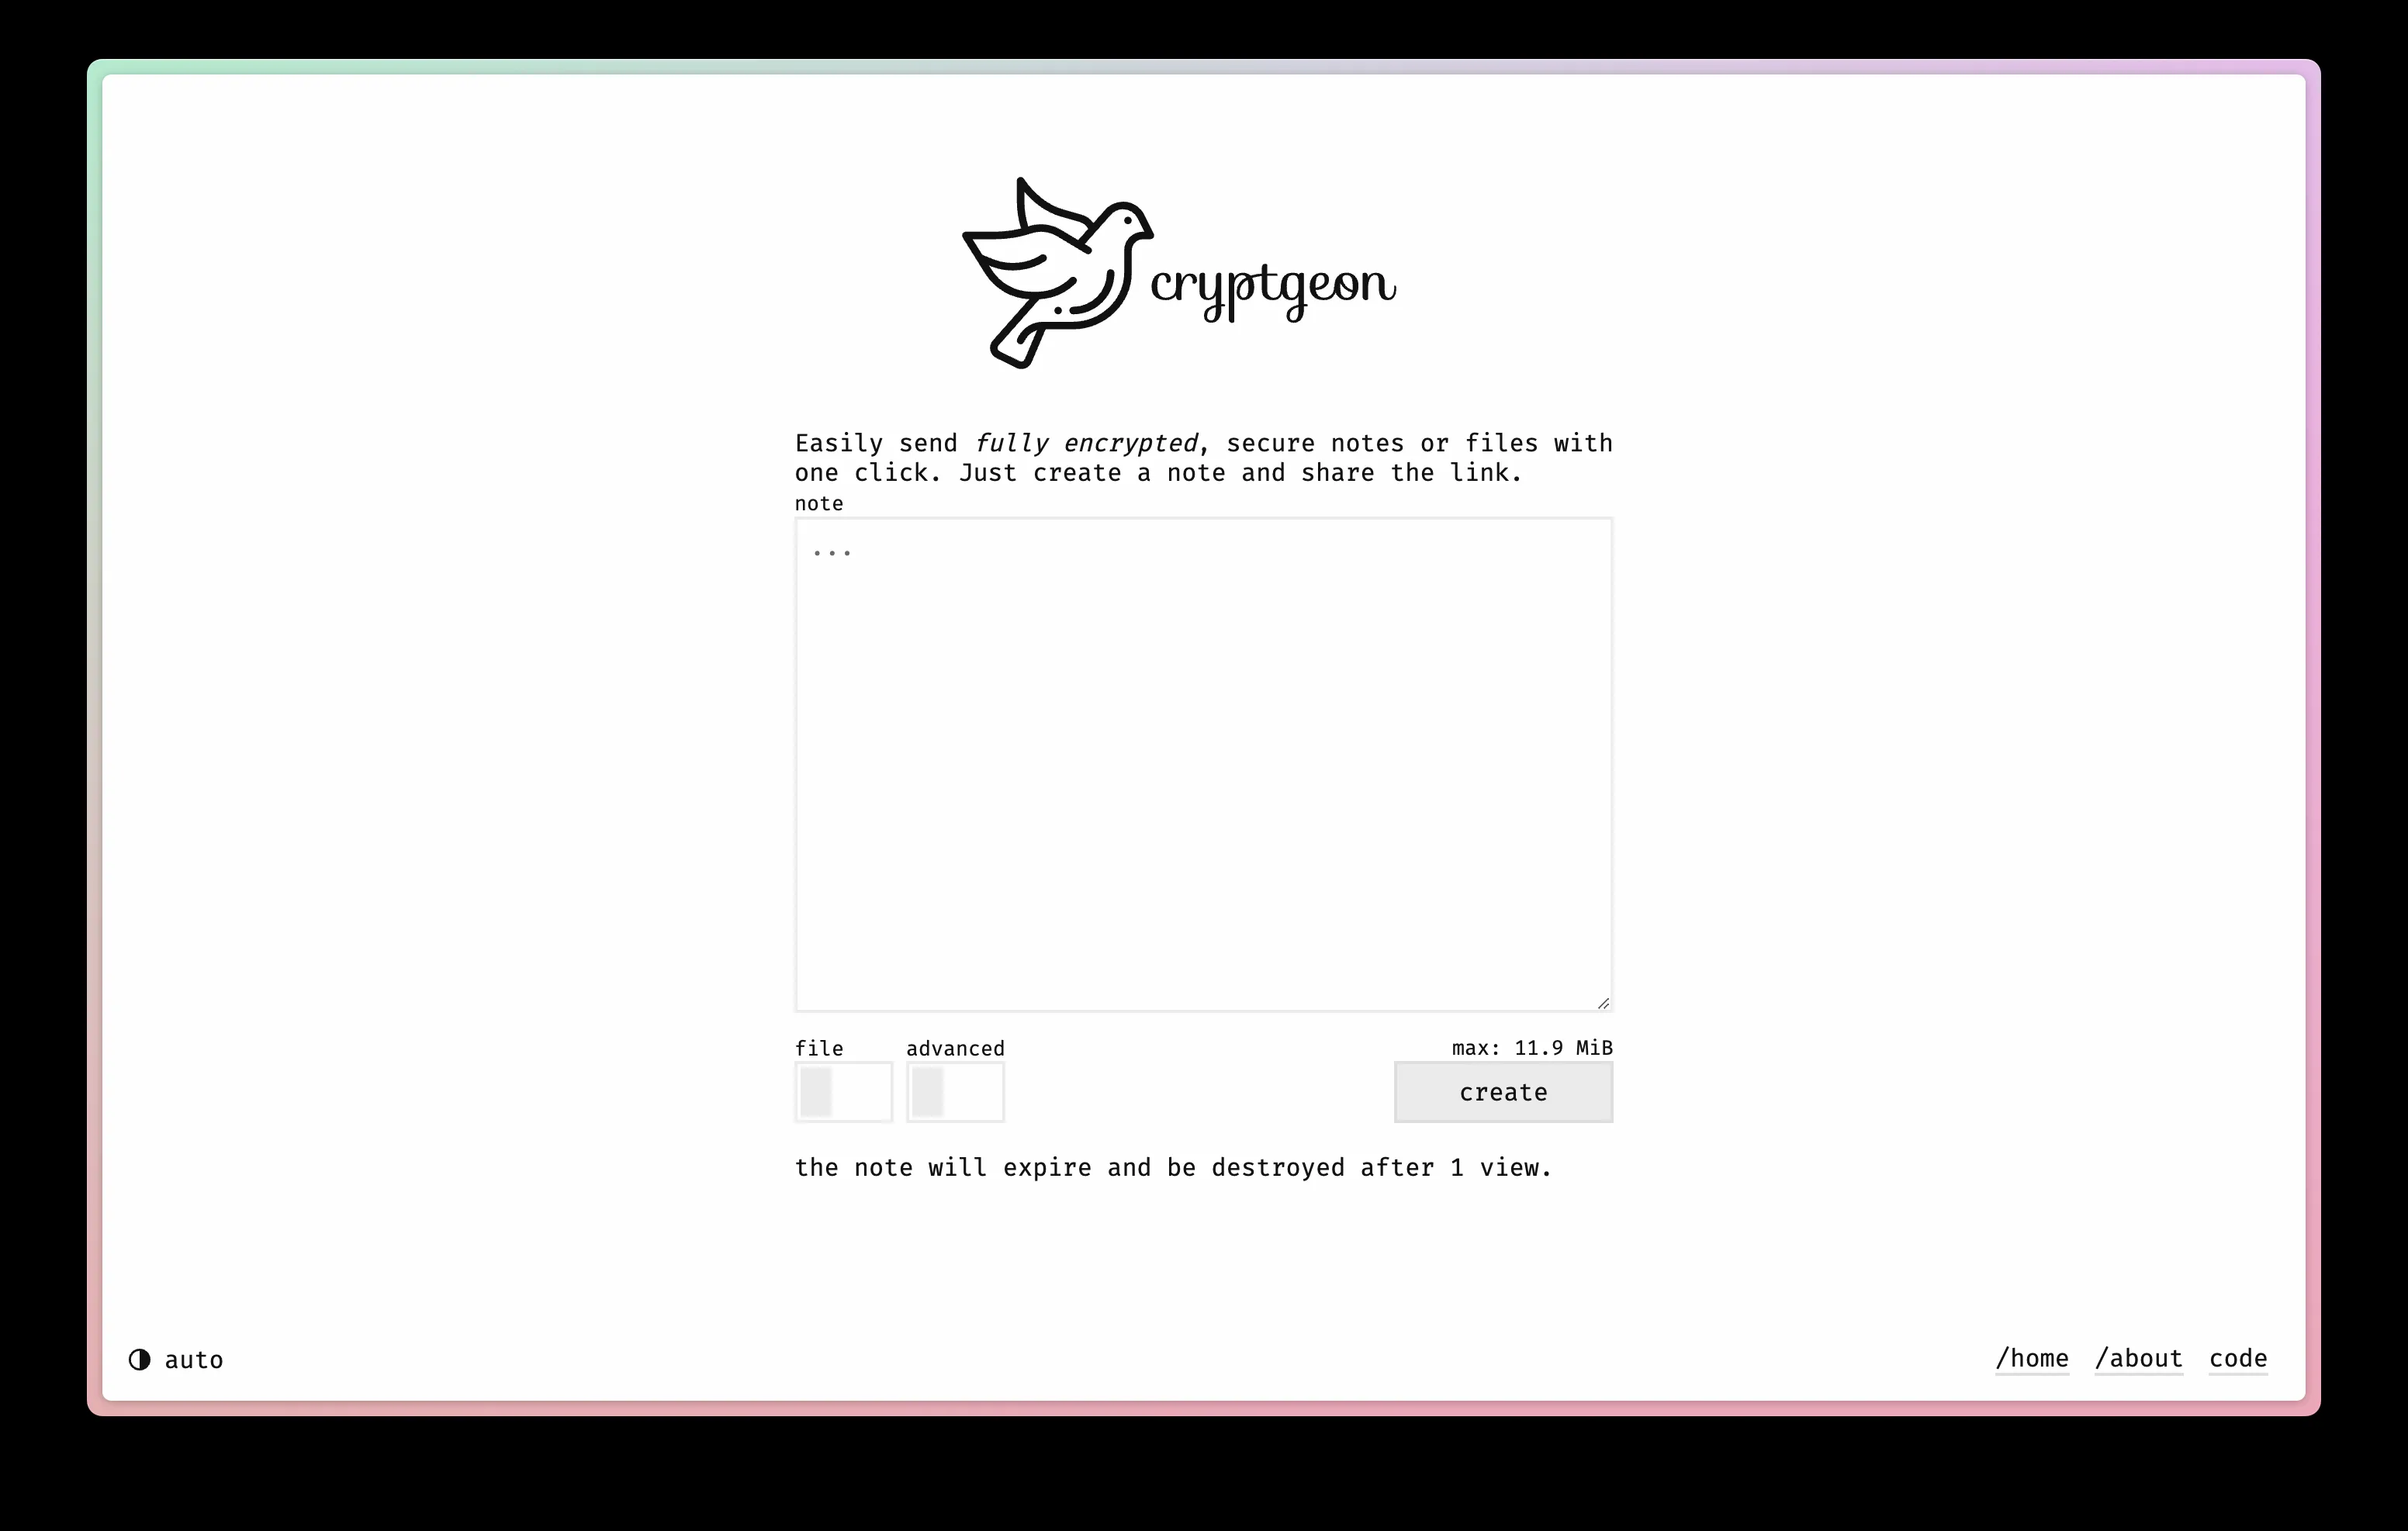 cryptgeon
Easily send fully encrypted, secure notes or files with
one click. Just create a note and share the link.
note
...
file advanced max: 11.9 MiB
create
the note will expire and be destroyed after 1 view.
auto /home /about code